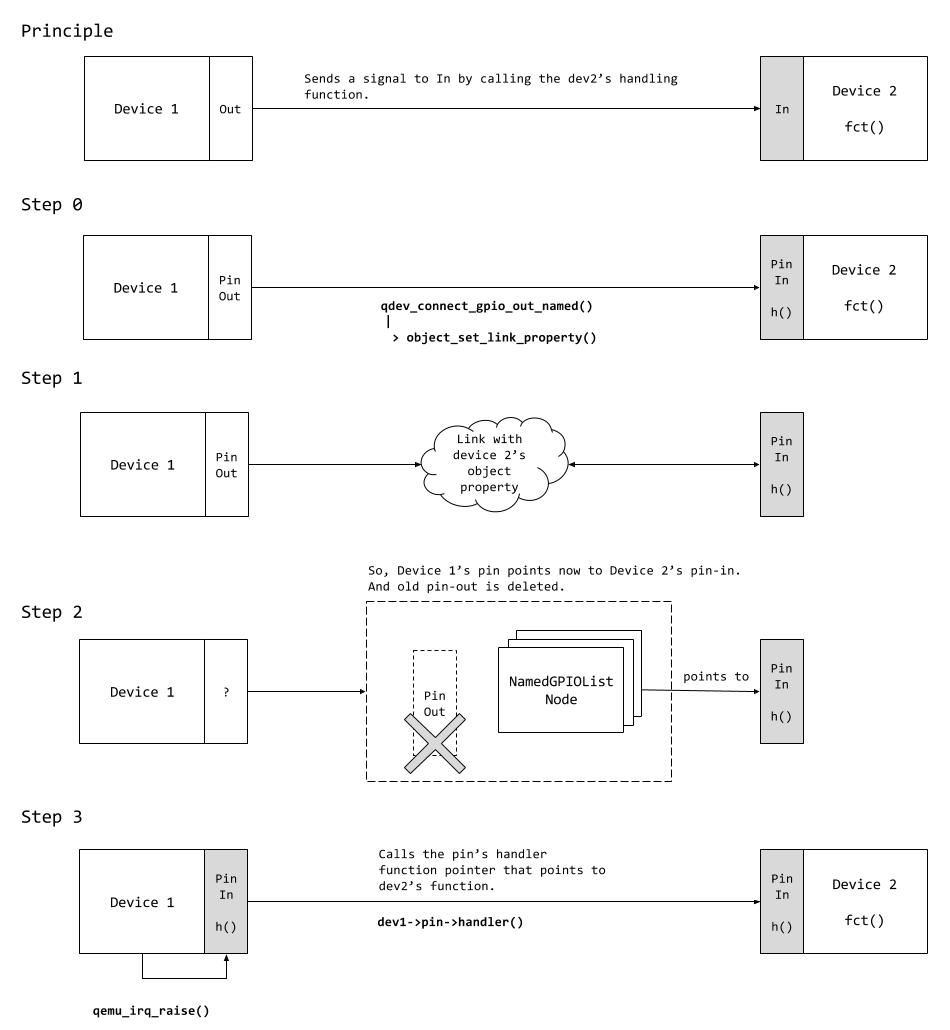 Principle
Device 1
Out
Sends a signal to In by calling the dev2’s handling
function.
In
Device 2
fct()
Step 0
Device 1
Pin
Out
qdev_connect_gpio_out_named()
|
> object_set_link_property()
Pin
In
h()
Device 2
fct()
Step 1
Device 1
Pin
Out
Link with
device 2’s
object
property
Pin
In
h()
So, Device 1’s pin points now to Device 2’s pin-in.
And old pin-out is deleted.
Step 2
Device 1
?
Pin
Out
NamedGPIOList
Node
points to
Pin
In
h()
Step 3
Device 1
Pin
In
h()
Calls the pin’s handler
function pointer that points to
dev2’s function.
dev1->pin->handler()
Pin
In
h()
Device 2
fct()
qemu_irq_raise()